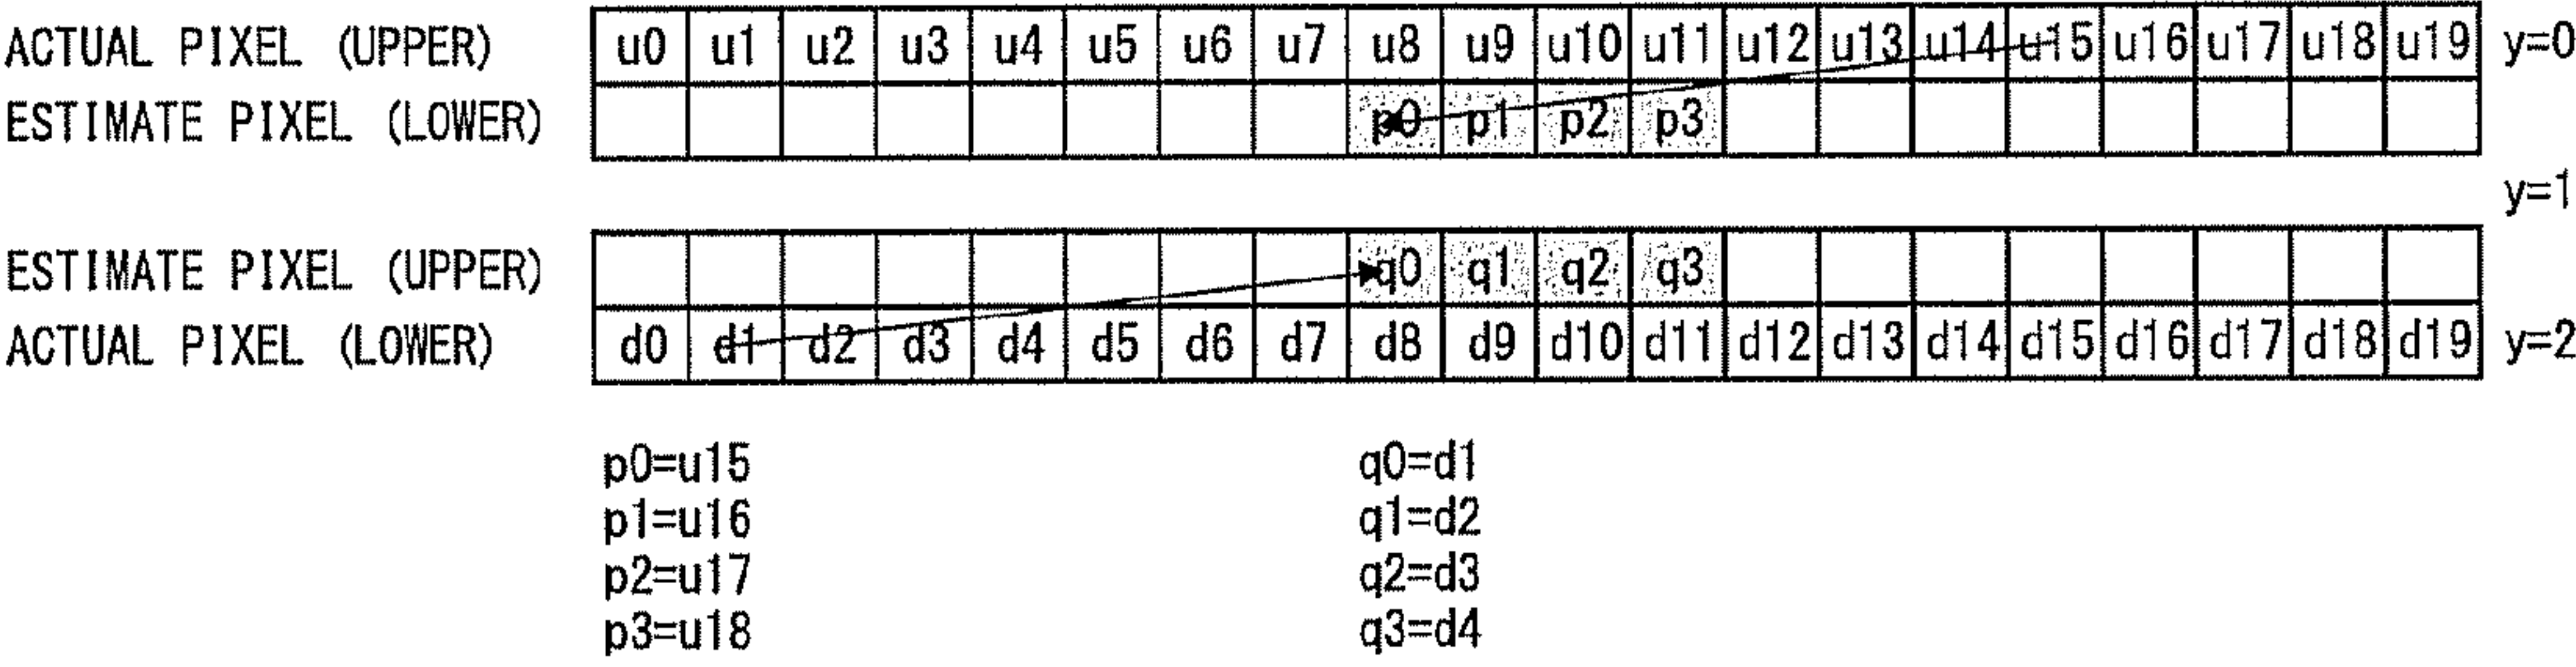 ACTUAL PIXEL (UPPER) u0 u1 u2 u3 u4 u5 u6 u7 u8 u9 u10 u11 u12 u13 u14 u15 u16 u17 u18 u19 y=0
ESTIMATE PIXEL (LOWER) p0 p1 p2 p3
y=1
ESTIMATE PIXEL (UPPER) q0 q1 q2 q3
ACTUAL PIXEL (LOWER) d0 d1 d2 d3 d4 d5 d6 d7 d8 d9 d10 d11 d12 d13 d14 d15 d16 d17 d18 d19 y=2
p0=u15 q0=d1
p1=u16 q1=d2
p2=u17 q2=d3
p3=u18 q3=d4